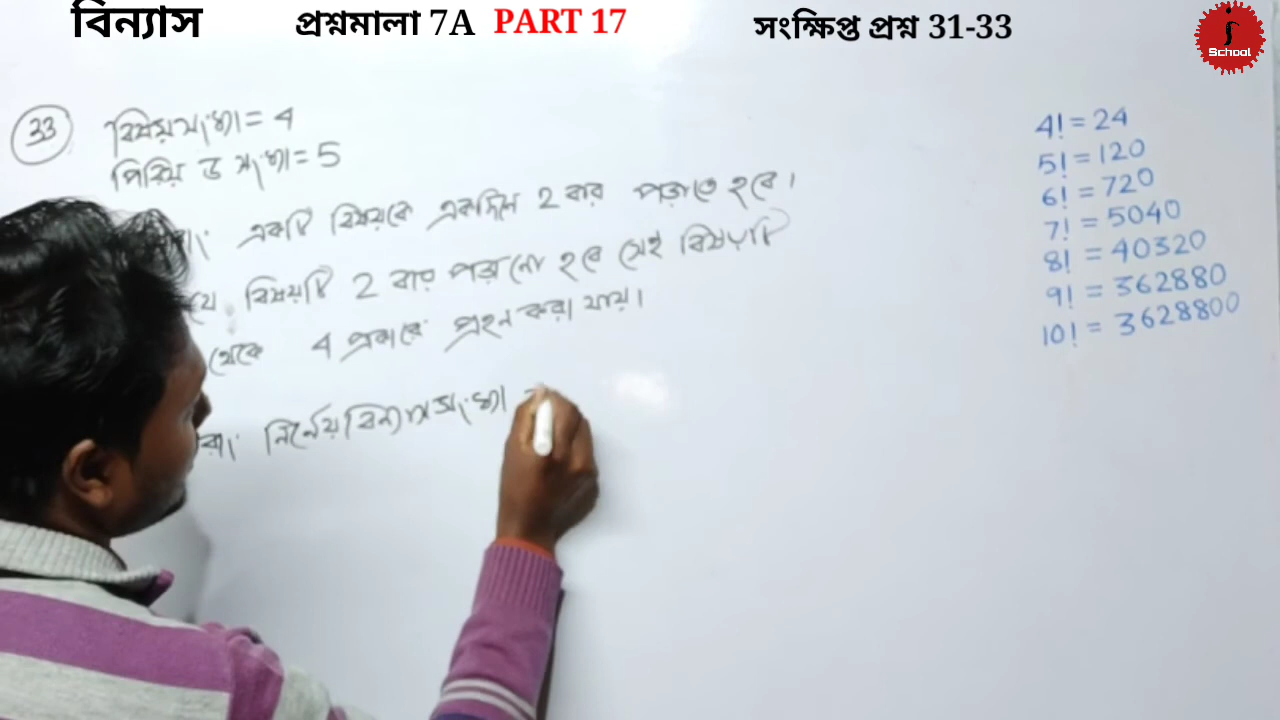 বিন্যাস
প্রশ্নমালা 7A PART 17
সংক্ষিপ্ত প্রশ্ন 31-33
School
33 বিষয়সংখ্যা = 4
পিরিয়ড সংখ্যা = 5
একটি বিষয়কে একদিনে 2 বার পড়াতে হবে।
যে বিষয়টি 2 বার পড়ানো হবে সেই বিষয়টি
থেকে 4 প্রকারে গ্রহন করা যায়।
নির্ণেয় বিন্যাস সংখ্যা
4! = 24
5! = 120
6! = 720
7! = 5040
8! = 40320
9! = 362880
10! = 3628800